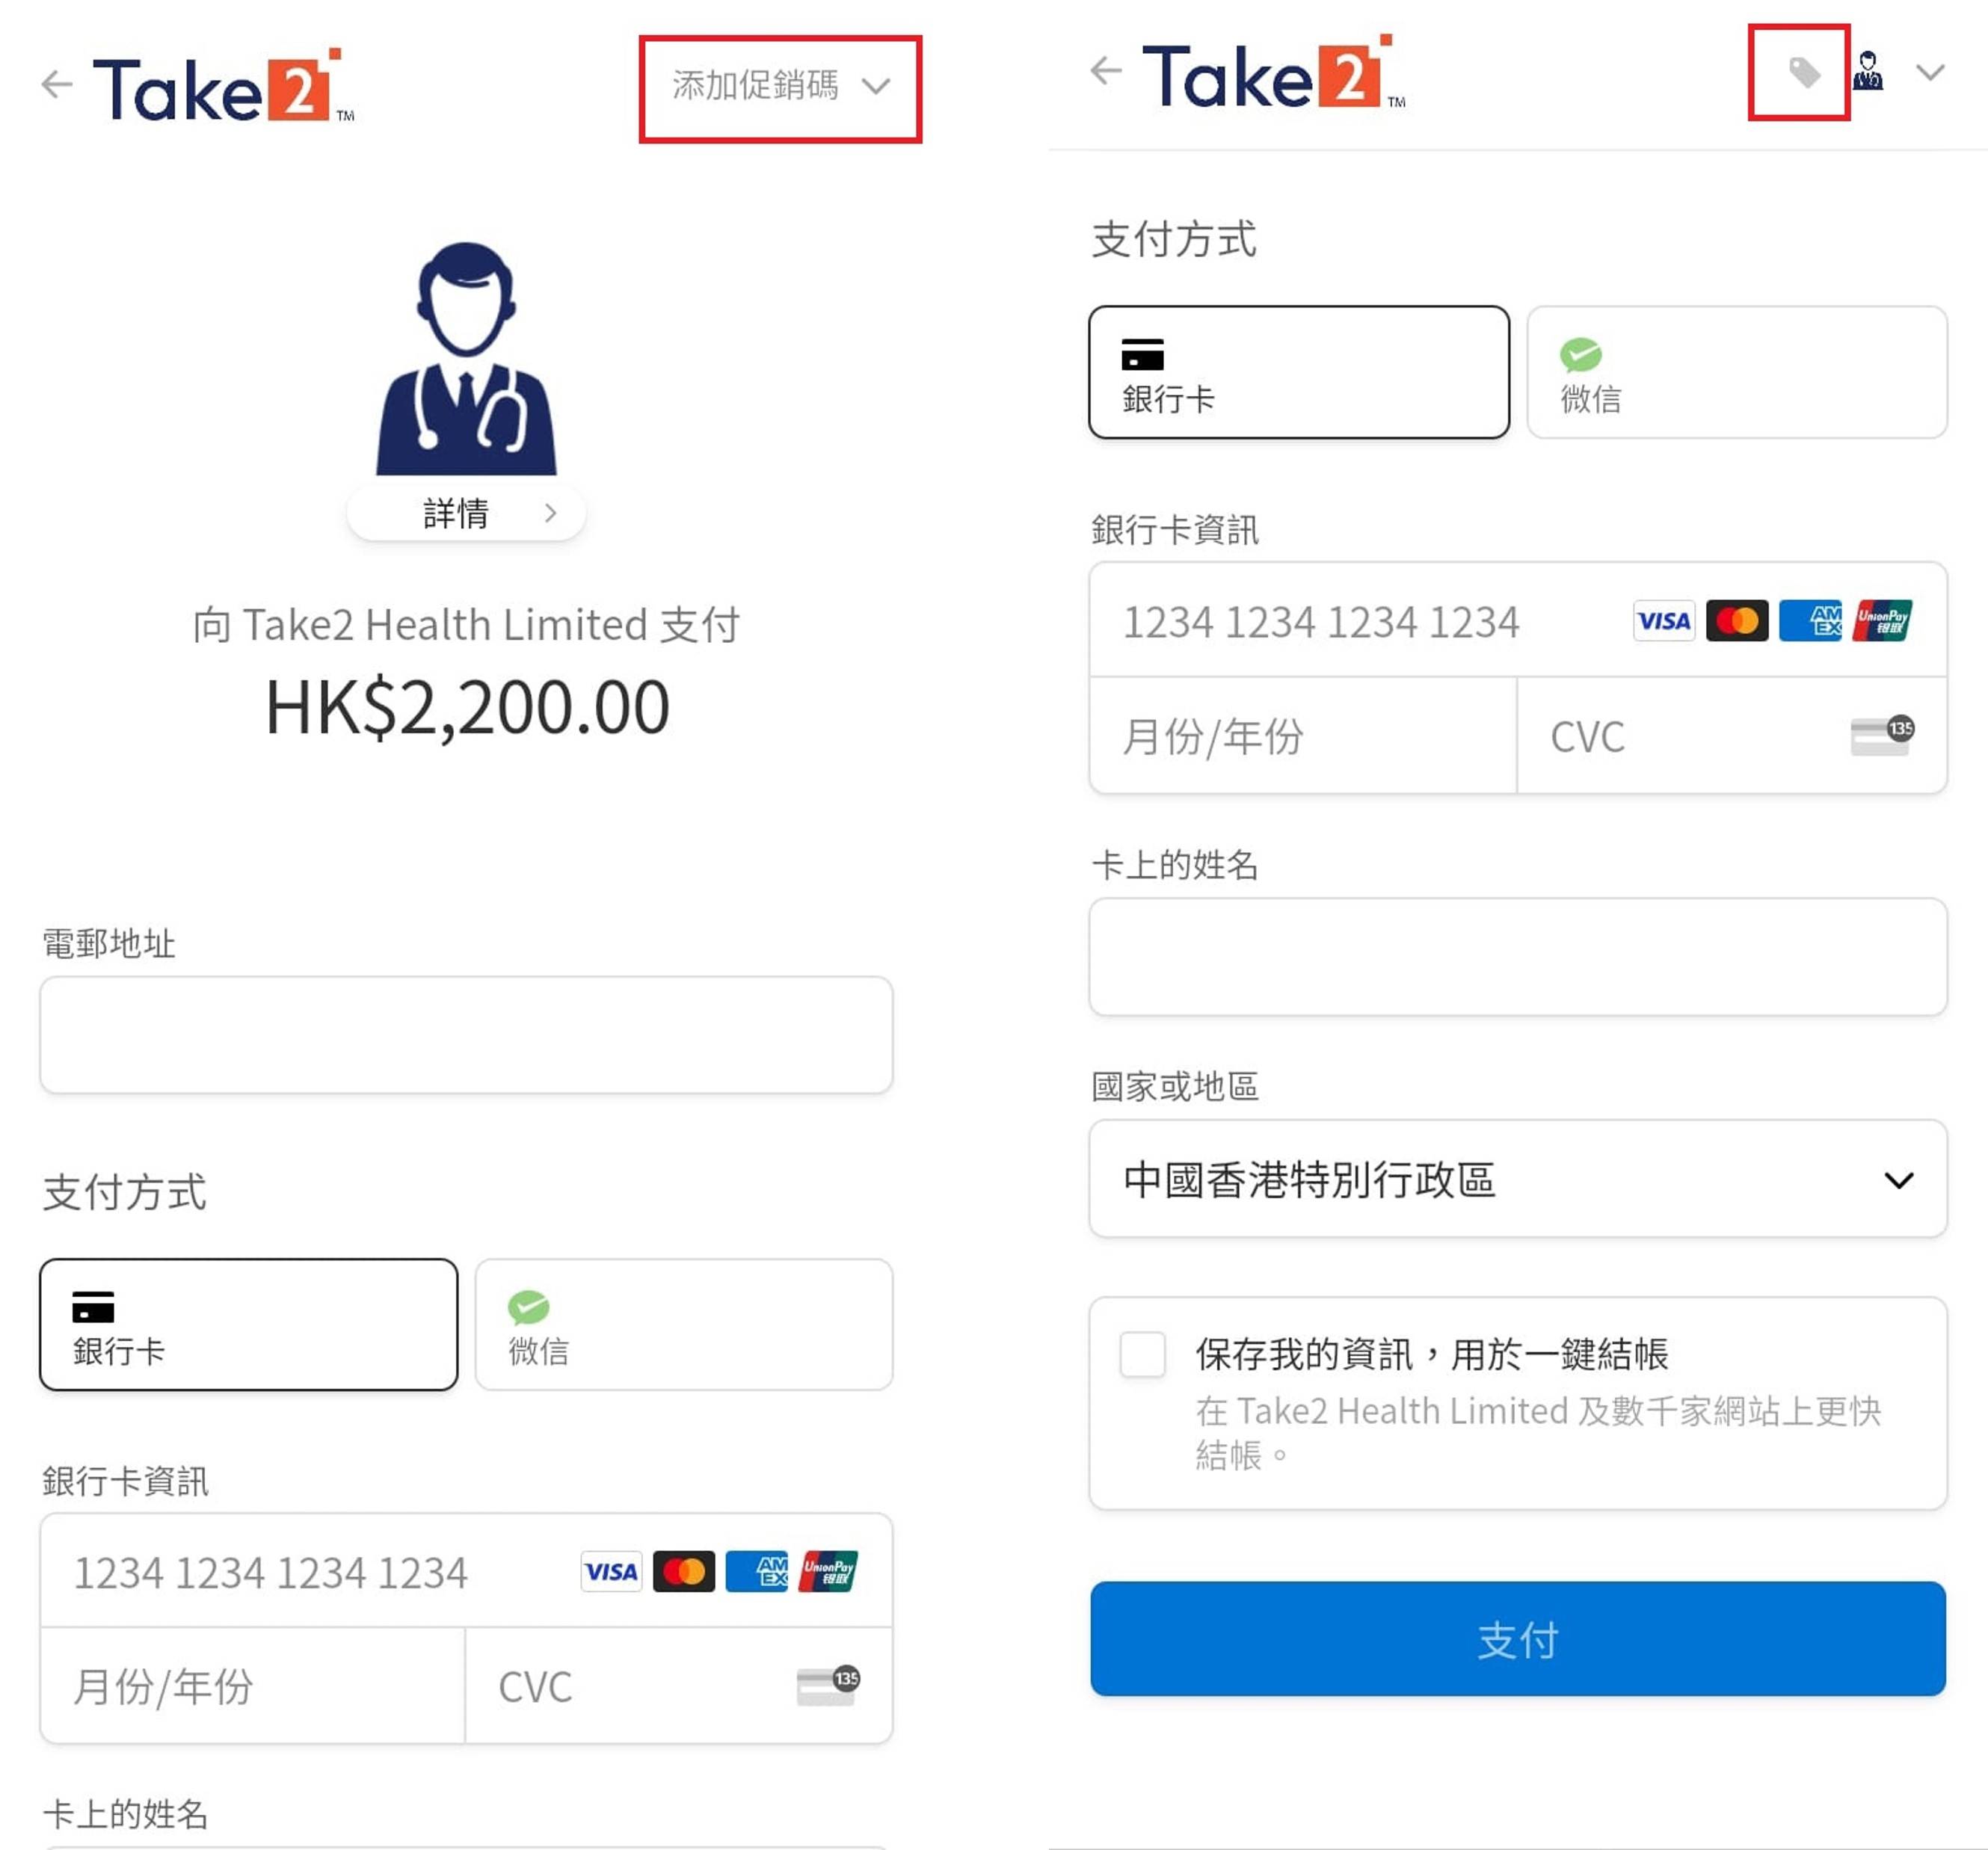 Take2™
添加促銷碼
詳情
向 Take2 Health Limited 支付
HK$2,200.00
電郵地址
支付方式
銀行卡
微信
銀行卡資訊
1234 1234 1234 1234
VISA
AM
EX
UnionPay
银联
月份/年份
CVC
135
卡上的姓名
Take2™
支付方式
銀行卡
微信
銀行卡資訊
1234 1234 1234 1234
VISA
AM
EX
UnionPay
银联
月份/年份
CVC
135
卡上的姓名
國家或地區
中國香港特別行政區
保存我的資訊，用於一鍵結帳
在 Take2 Health Limited 及數千家網站上更快
結帳。
支付